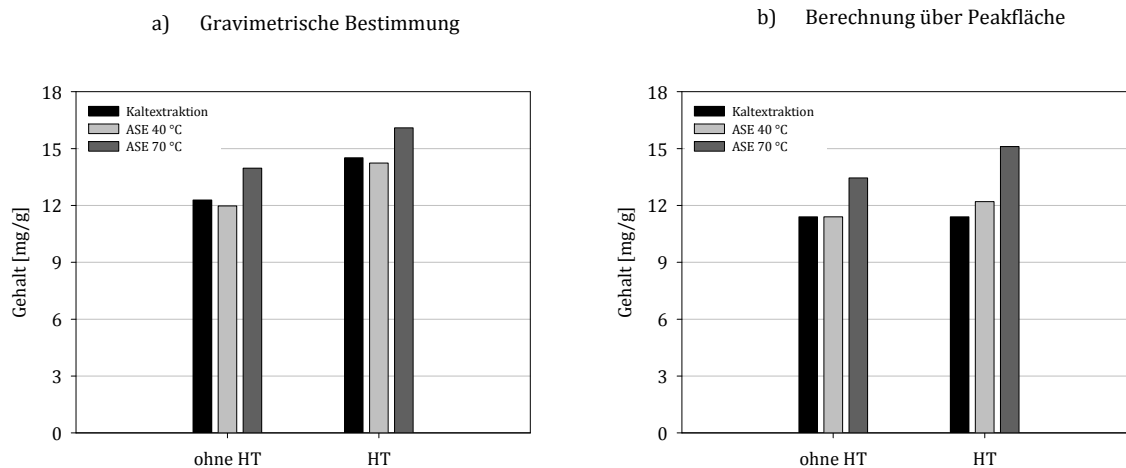 a) Gravimetrische Bestimmung
18
15
12
9
6
3
0
Gehalt [mg/g]
Kaltextraktion
ASE 40 °C
ASE 70 °C
ohne HT HT
b) Berechnung über Peakfläche
18
15
12
9
6
3
0
Gehalt [mg/g]
Kaltextraktion
ASE 40 °C
ASE 70 °C
ohne HT HT